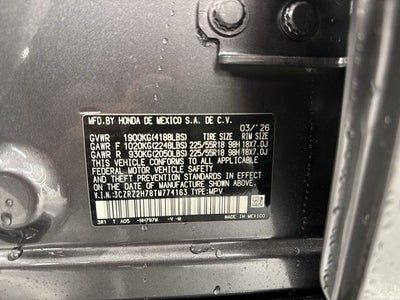 MFD.BY HONDA DE MEXICO S.A. DE C.V.
03/'26
GVWR 1900KG(4188LBS) TIRE SIZE RIM SIZE
GAWR F 1020KG(2248LBS) 225/55R18 98H 18X7.0J
GAWR R 930KG(2050LBS) 225/55R18 98H 18X7.0J
THIS VEHICLE CONFORMS TO ALL APPLICABLE
FEDERAL MOTOR VEHICLE SAFETY
AND THEFT PREVENTION STANDARDS IN EFFECT
ON THE DATE OF MANUFACTURE SHOWN ABOVE.
V.I.N.:3CZRZ2H78TM774163 TYPE:MPV
3W1 T A05 -NH797M -V -M